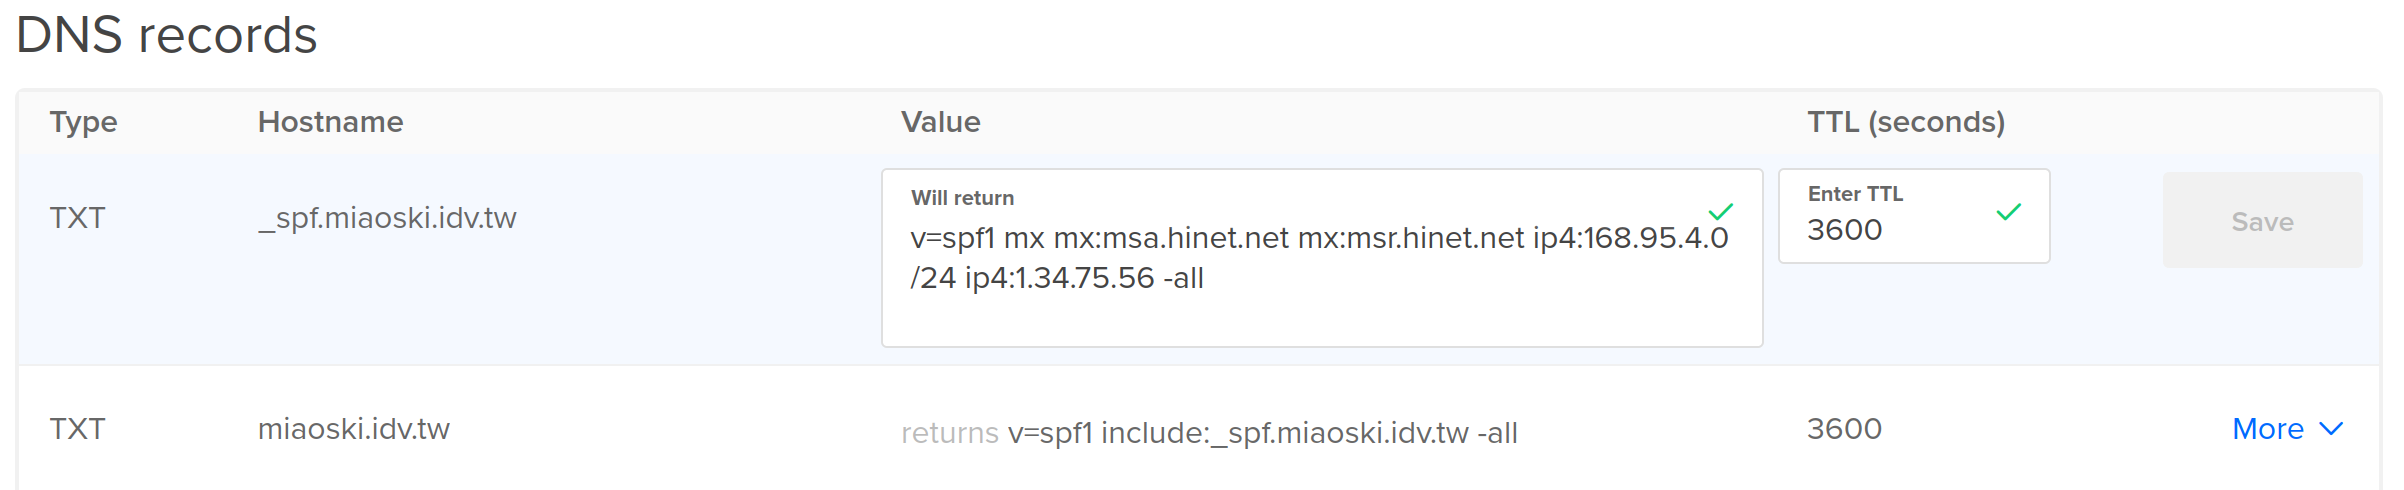 DNS records
Type Hostname Value TTL (seconds)
TXT _spf.miaoski.idv.tw Will return Enter TTL
v=spf1 mx mx:msa.hinet.net mx:msr.hinet.net ip4:168.95.4.0 3600 Save
/24 ip4:1.34.75.56 -all
TXT miaoski.idv.tw returns v=spf1 include:_spf.miaoski.idv.tw -all 3600 More